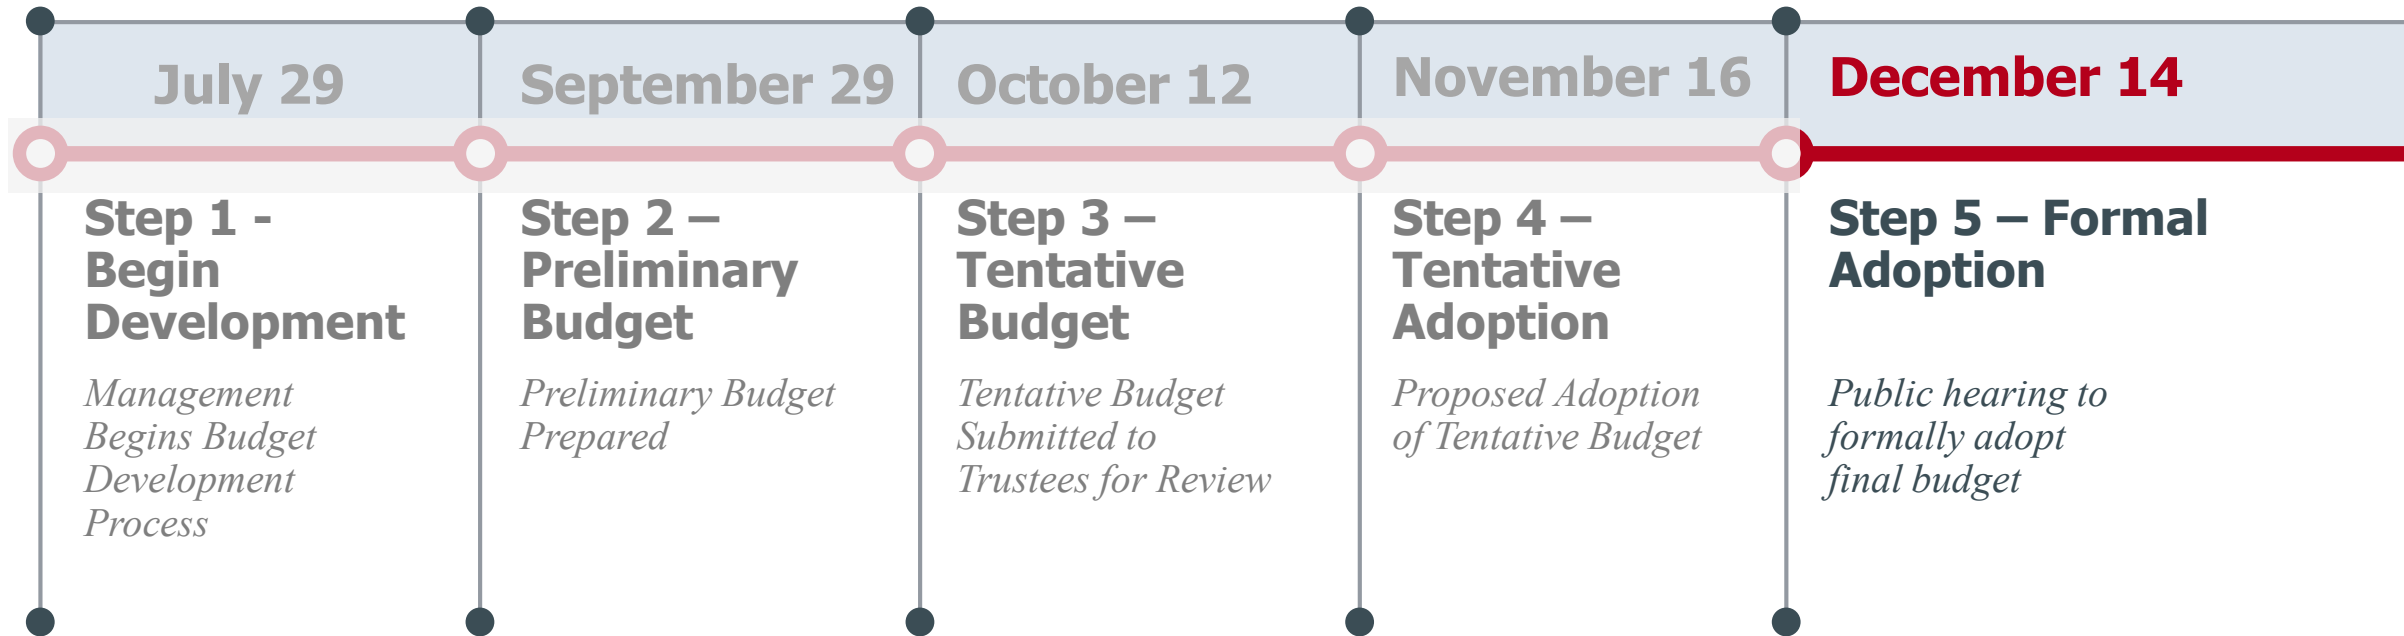 July 29
September 29
October 12
November 16
December 14
Step 1 -
Begin
Development
Management
Begins Budget
Development
Process
Step 2 –
Preliminary
Budget
Preliminary Budget
Prepared
Step 3 –
Tentative
Budget
Tentative Budget
Submitted to
Trustees for Review
Step 4 –
Tentative
Adoption
Proposed Adoption
of Tentative Budget
Step 5 – Formal
Adoption
Public hearing to
formally adopt
final budget